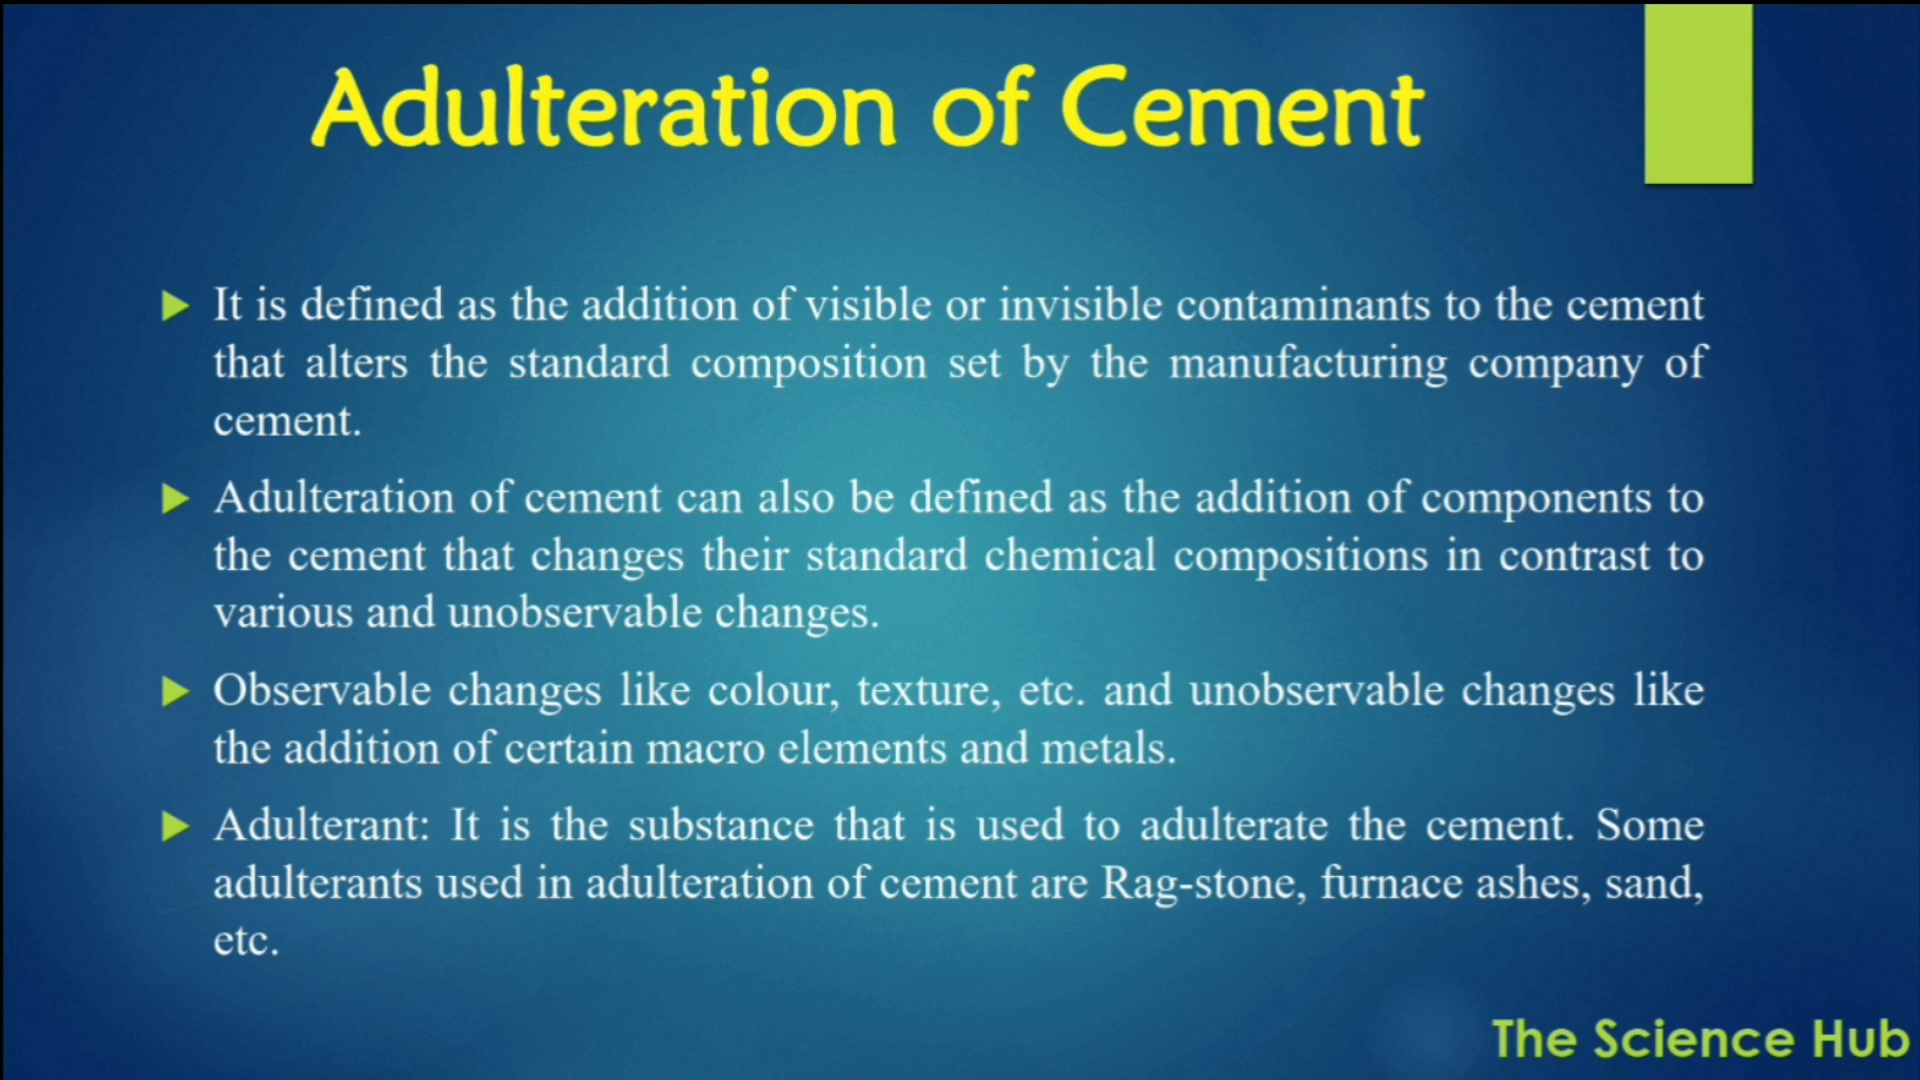 Adulteration of Cement
It is defined as the addition of visible or invisible contaminants to the cement
that alters the standard composition set by the manufacturing company of
cement.
Adulteration of cement can also be defined as the addition of components to
the cement that changes their standard chemical compositions in contrast to
various and unobservable changes.
Observable changes like colour, texture, etc. and unobservable changes like
the addition of certain macro elements and metals.
Adulterant: It is the substance that is used to adulterate the cement. Some
adulterants used in adulteration of cement are Rag-stone, furnace ashes, sand,
etc.
The Science Hub